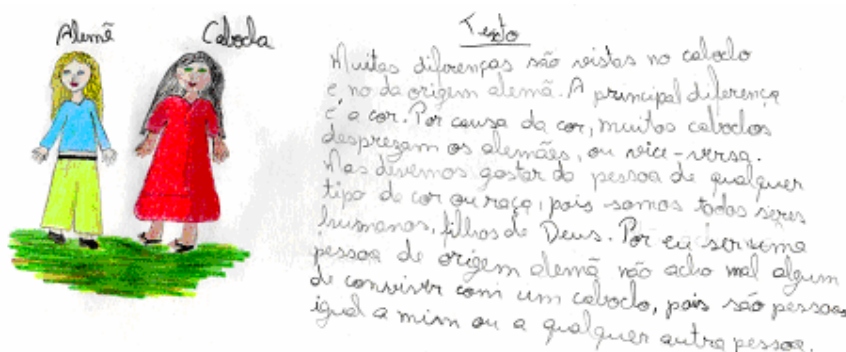 Alemã
Cabocla
Texto
Muitas diferenças são vistas no caboclo
e no da origem alemã. A principal diferença
é a cor. Por causa da cor, muitos caboclos
desprezam os alemães, ou vice-versa.
Mas devemos gostar da pessoa de qualquer
tipo de cor ou raça, pois somos todos seres
humanos, filhos de Deus. Por eu ser uma
pessoa de origem alemã não acho mal algum
de conviver com um caboclo, pois são pessoas
igual a mim ou a qualquer outra pessoa.